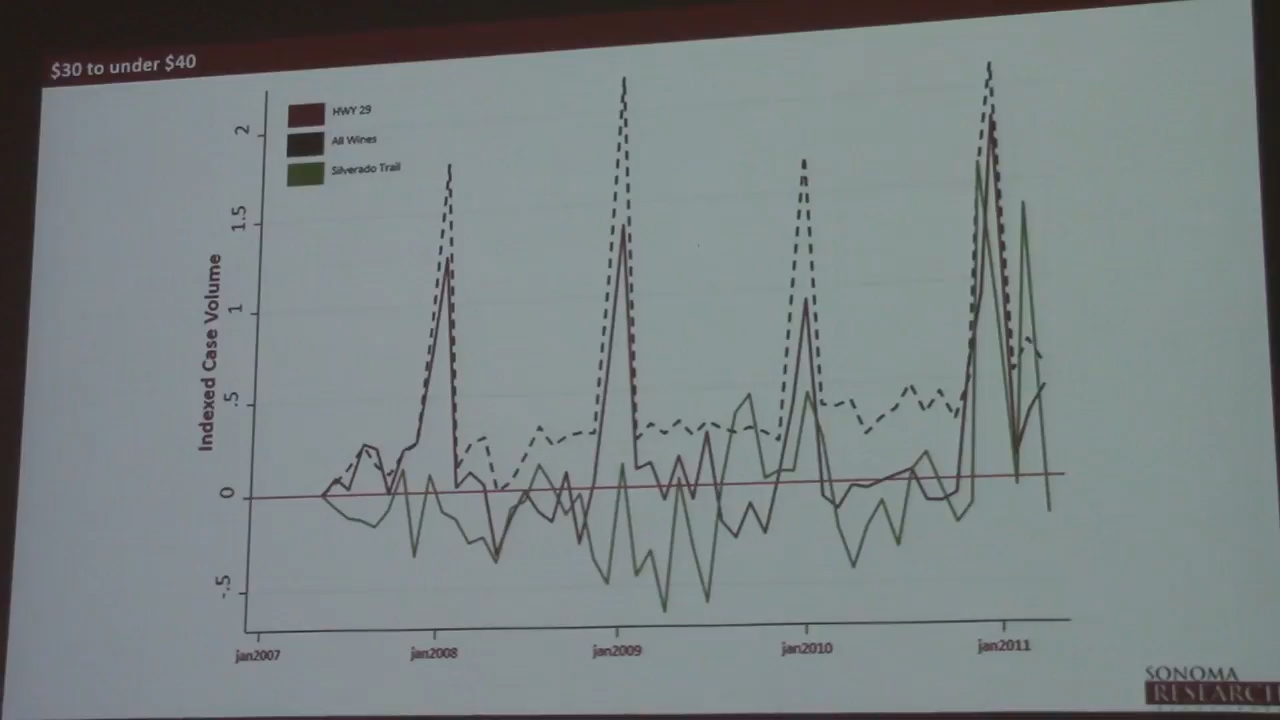 $30 to under $40
HWY 29
All Wines
Silverado Trail
Indexed Case Volume
2
1.5
1
.5
0
-.5
jan2007
jan2008
jan2009
jan2010
jan2011
SONOMA
RESEARCH